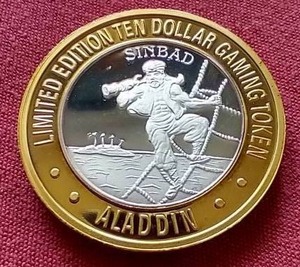 LIMITED EDITION TEN DOLLAR GAMING TOKEN
SINBAD
ALADDIN